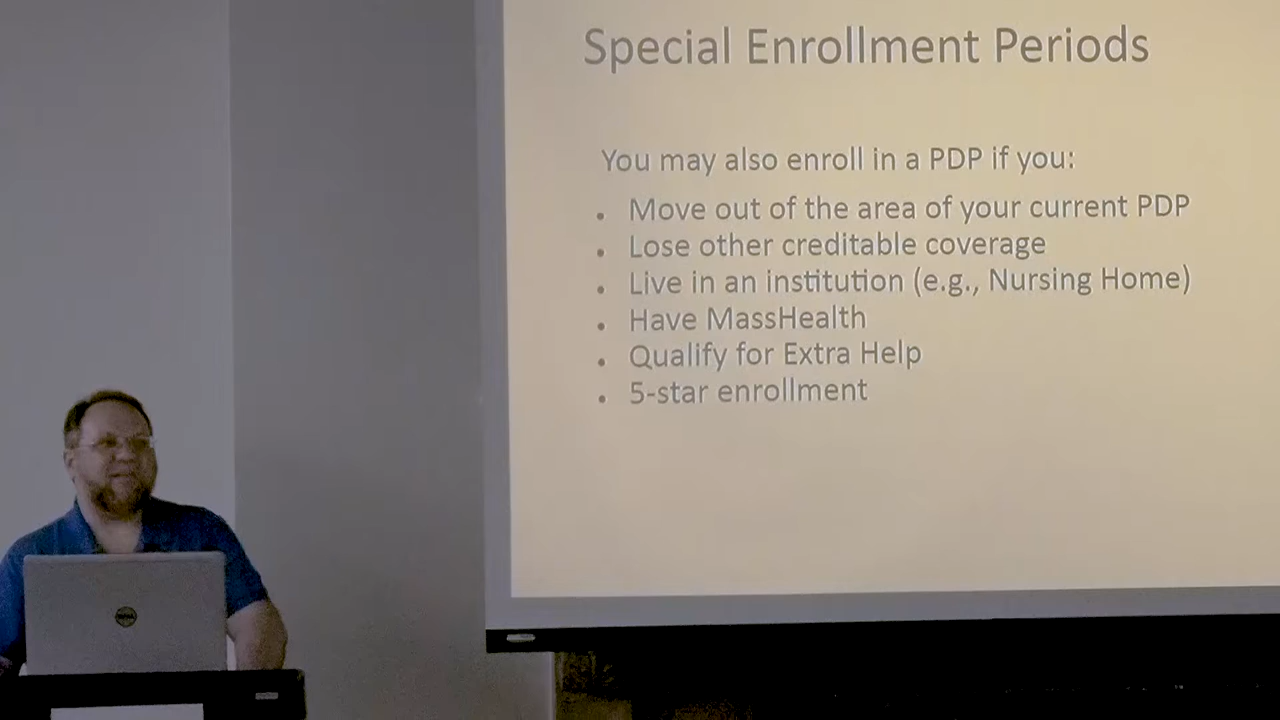 Special Enrollment Periods
You may also enroll in a PDP if you:
• Move out of the area of your current PDP
• Lose other creditable coverage
• Live in an institution (e.g., Nursing Home)
• Have MassHealth
• Qualify for Extra Help
• 5-star enrollment
DELL